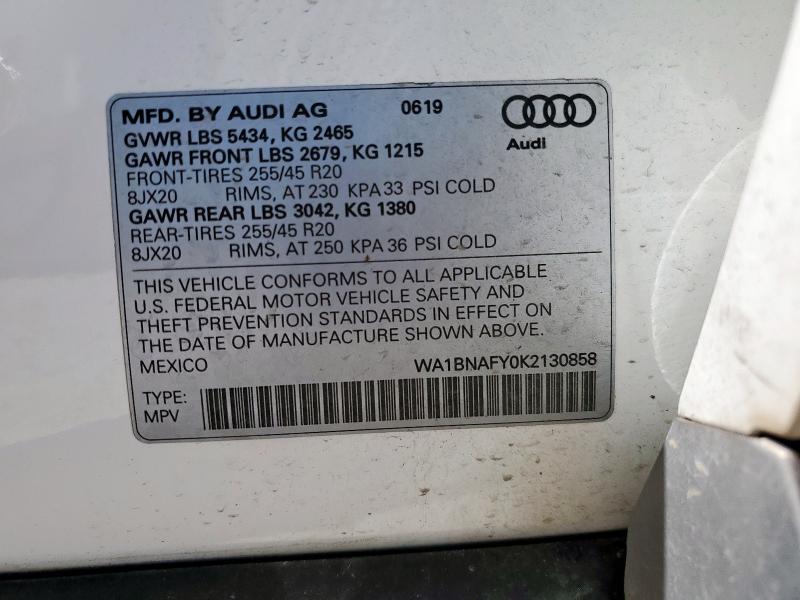 MFD. BY AUDI AG 0619
GVWR LBS 5434, KG 2465
GAWR FRONT LBS 2679, KG 1215
Audi
FRONT-TIRES 255/45 R20
8JX20 RIMS, AT 230 KPA 33 PSI COLD
GAWR REAR LBS 3042, KG 1380
REAR-TIRES 255/45 R20
8JX20 RIMS, AT 250 KPA 36 PSI COLD
THIS VEHICLE CONFORMS TO ALL APPLICABLE
U.S. FEDERAL MOTOR VEHICLE SAFETY AND
THEFT PREVENTION STANDARDS IN EFFECT ON
THE DATE OF MANUFACTURE SHOWN ABOVE.
MEXICO WA1BNAFY0K2130858
TYPE:
MPV